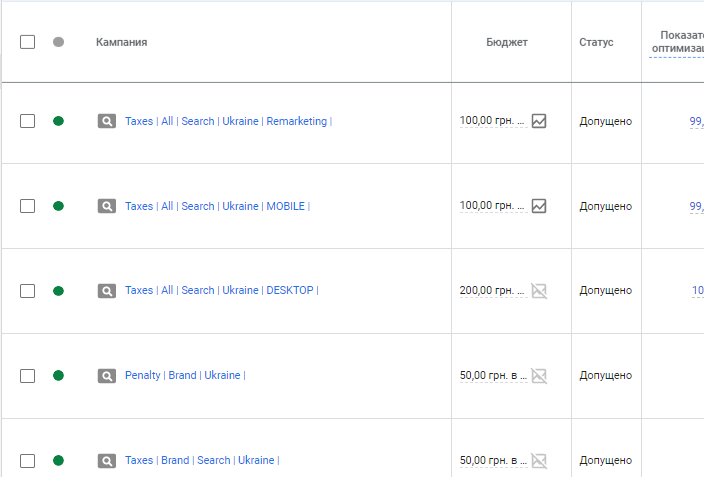 Кампания Бюджет Статус Показат
оптимизац
Taxes | All | Search | Ukraine | Remarketing | 100,00 грн. ... Допущено 99,
Taxes | All | Search | Ukraine | MOBILE | 100,00 грн. ... Допущено 99,
Taxes | All | Search | Ukraine | DESKTOP | 200,00 грн. ... Допущено 10
Penalty | Brand | Ukraine | 50,00 грн. в ... Допущено
Taxes | Brand | Search | Ukraine | 50,00 грн. в ... Допущено